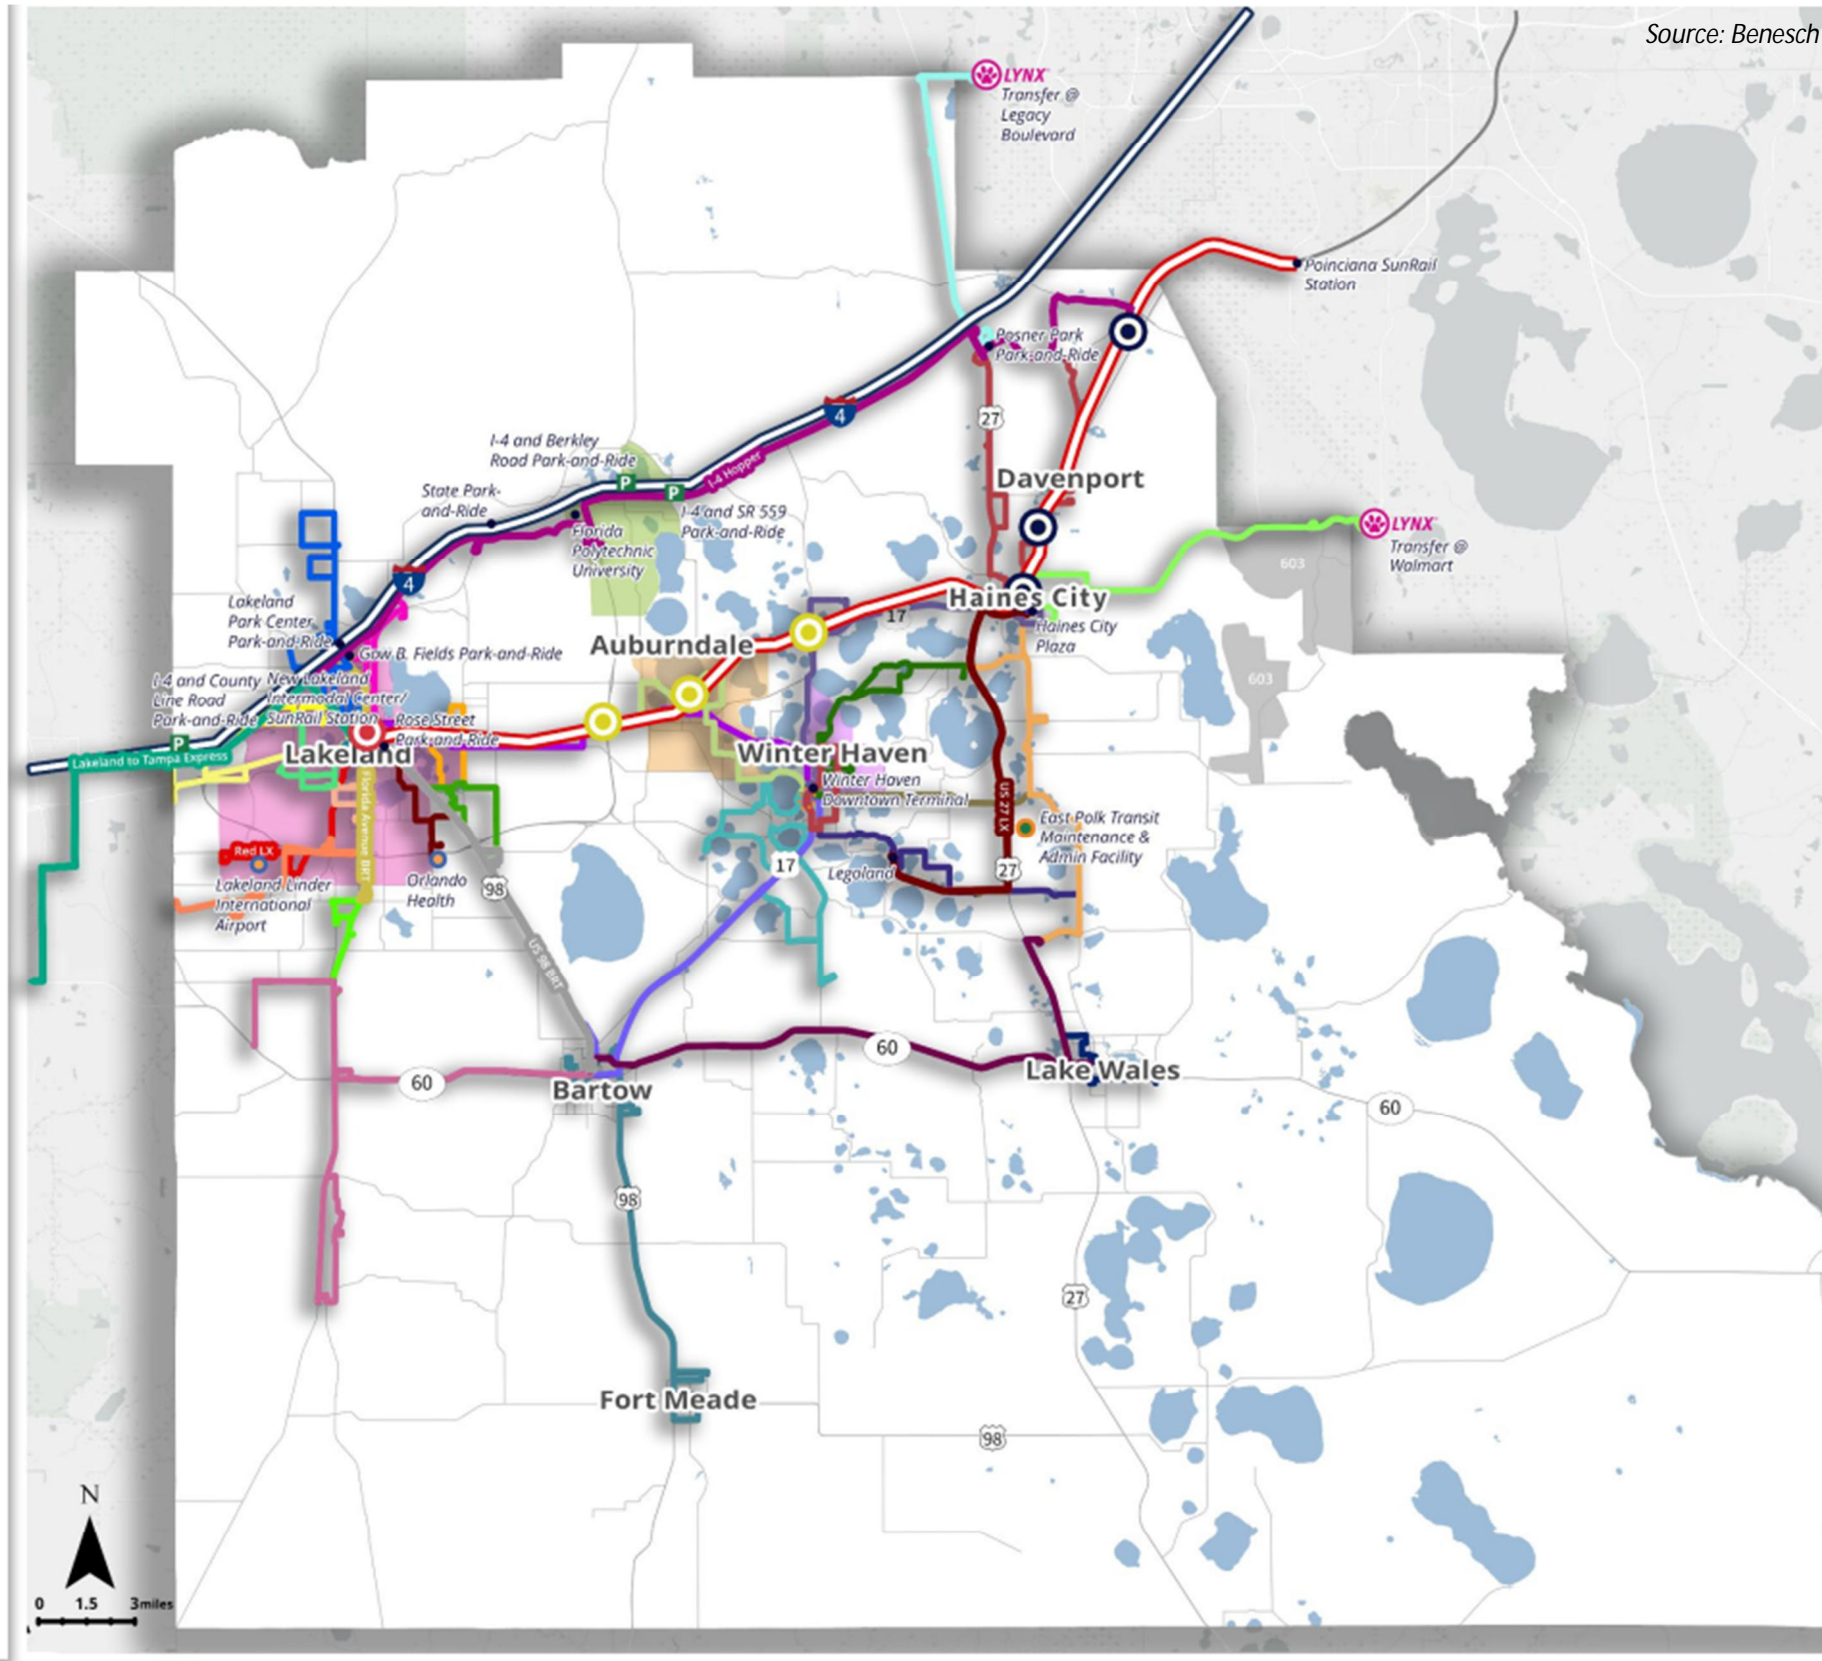 Source: Benesch
LYNX
Transfer @
Legacy
Boulevard
Poinciana SunRail
Station
Posner Park
Park-and-Ride
4
27
I-4 and Berkley
Road Park-and-Ride
P
P
I-4 Hopper
Davenport
State Park-
and-Ride
I-4 and SR 559
Park-and-Ride
Florida
Polytechnic
University
LYNX
Transfer @
Walmart
603
4
Lakeland
Park Center
Park-and-Ride
Haines City
17
Haines City
Plaza
Auburndale
Gow B. Fields Park-and-Ride
603
I-4 and County
Line Road
Park-and-Ride
New Lakeland
Intermodal Center/
SunRail Station
Rose Street
Park-and-Ride
P
Lakeland to Tampa Express
Lakeland
Winter Haven
Winter Haven
Downtown Terminal
US 27 LX
East Polk Transit
Maintenance &
Admin Facility
Florida Avenue BRT
Red LX
17
Legoland
27
Lakeland Linder
International
Airport
Orlando
Health
98
US 98 BRT
60
60
Lake Wales
Bartow
60
98
27
Fort Meade
98
N
0 1.5 3miles